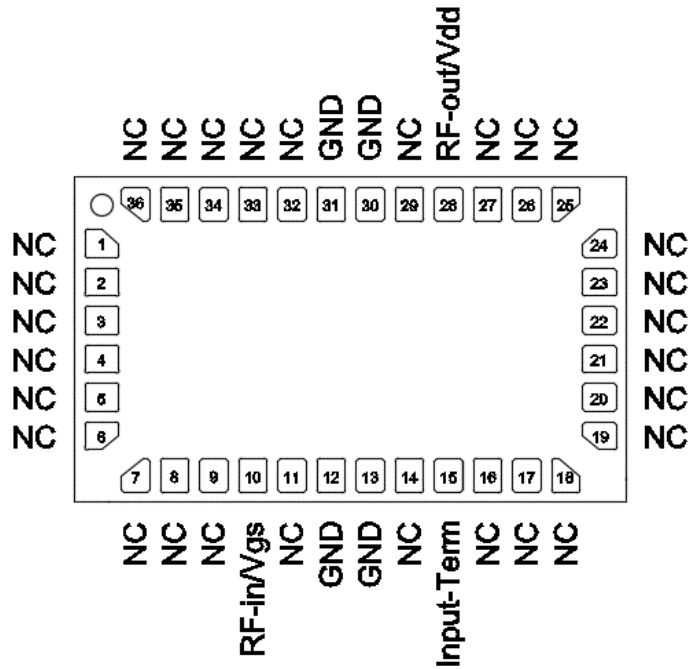 NC NC NC NC NC GND GND NC RF-out/Vdd NC NC NC
36 35 34 33 32 31 30 29 28 27 26 25
NC 1 24 NC
NC 2 23 NC
NC 3 22 NC
NC 4 21 NC
NC 5 20 NC
NC 6 19 NC
7 8 9 10 11 12 13 14 15 16 17 18
NC NC NC RF-in/Vgs NC GND GND NC Input-Term NC NC NC